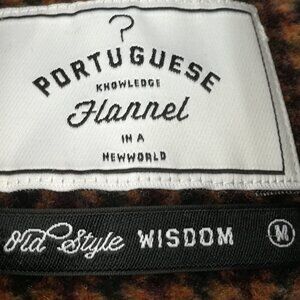 PORTUGUESE
KNOWLEDGE
Flannel
IN A
NEWWORLD
Old Style WISDOM M